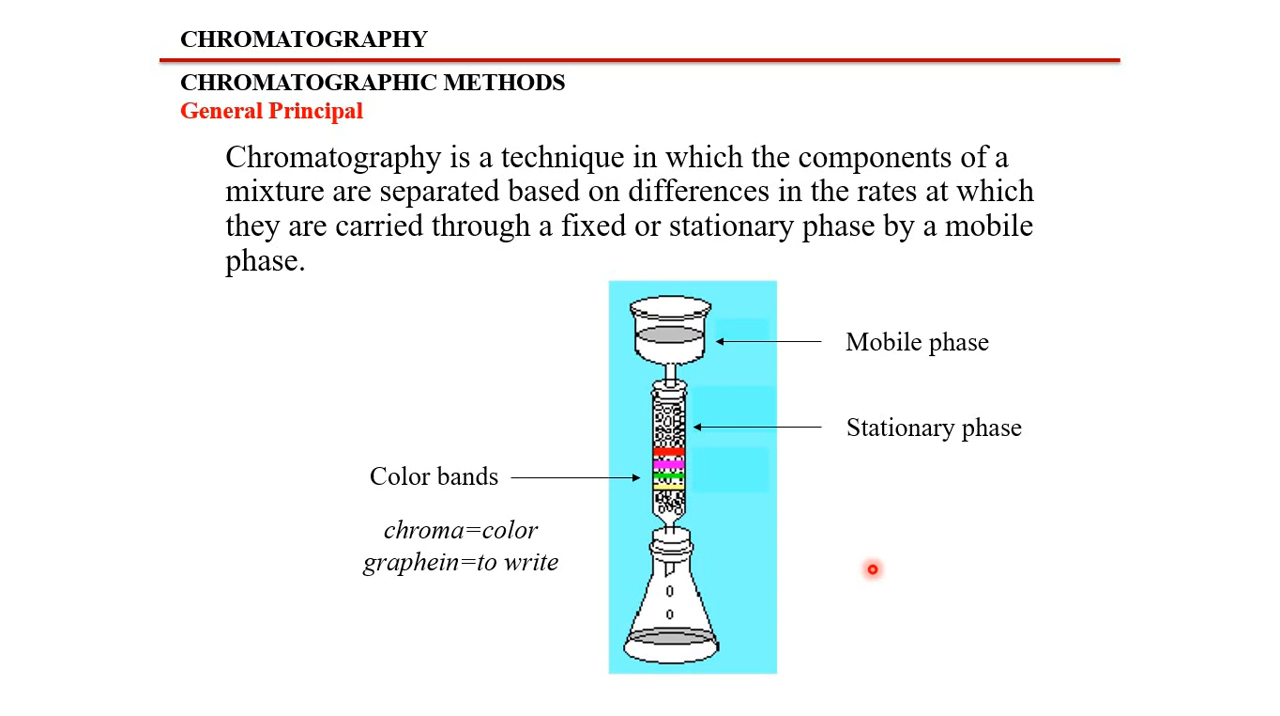 CHROMATOGRAPHY
CHROMATOGRAPHIC METHODS
General Principal
Chromatography is a technique in which the components of a
mixture are separated based on differences in the rates at which
they are carried through a fixed or stationary phase by a mobile
phase.
Mobile phase
Stationary phase
Color bands
chroma=color
graphein=to write